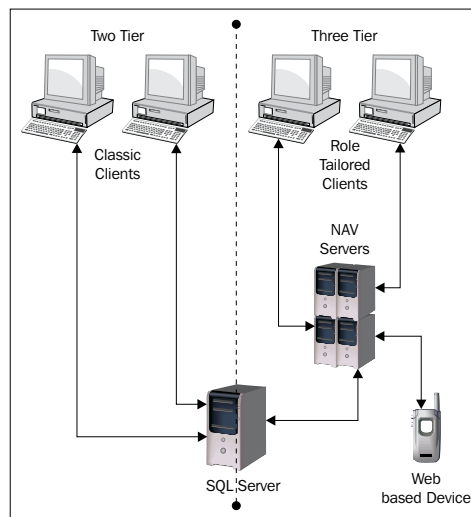 Two Tier
Three Tier
Classic
Clients
Role
Tailored
Clients
NAV
Servers
SQL Server
Web
based Device